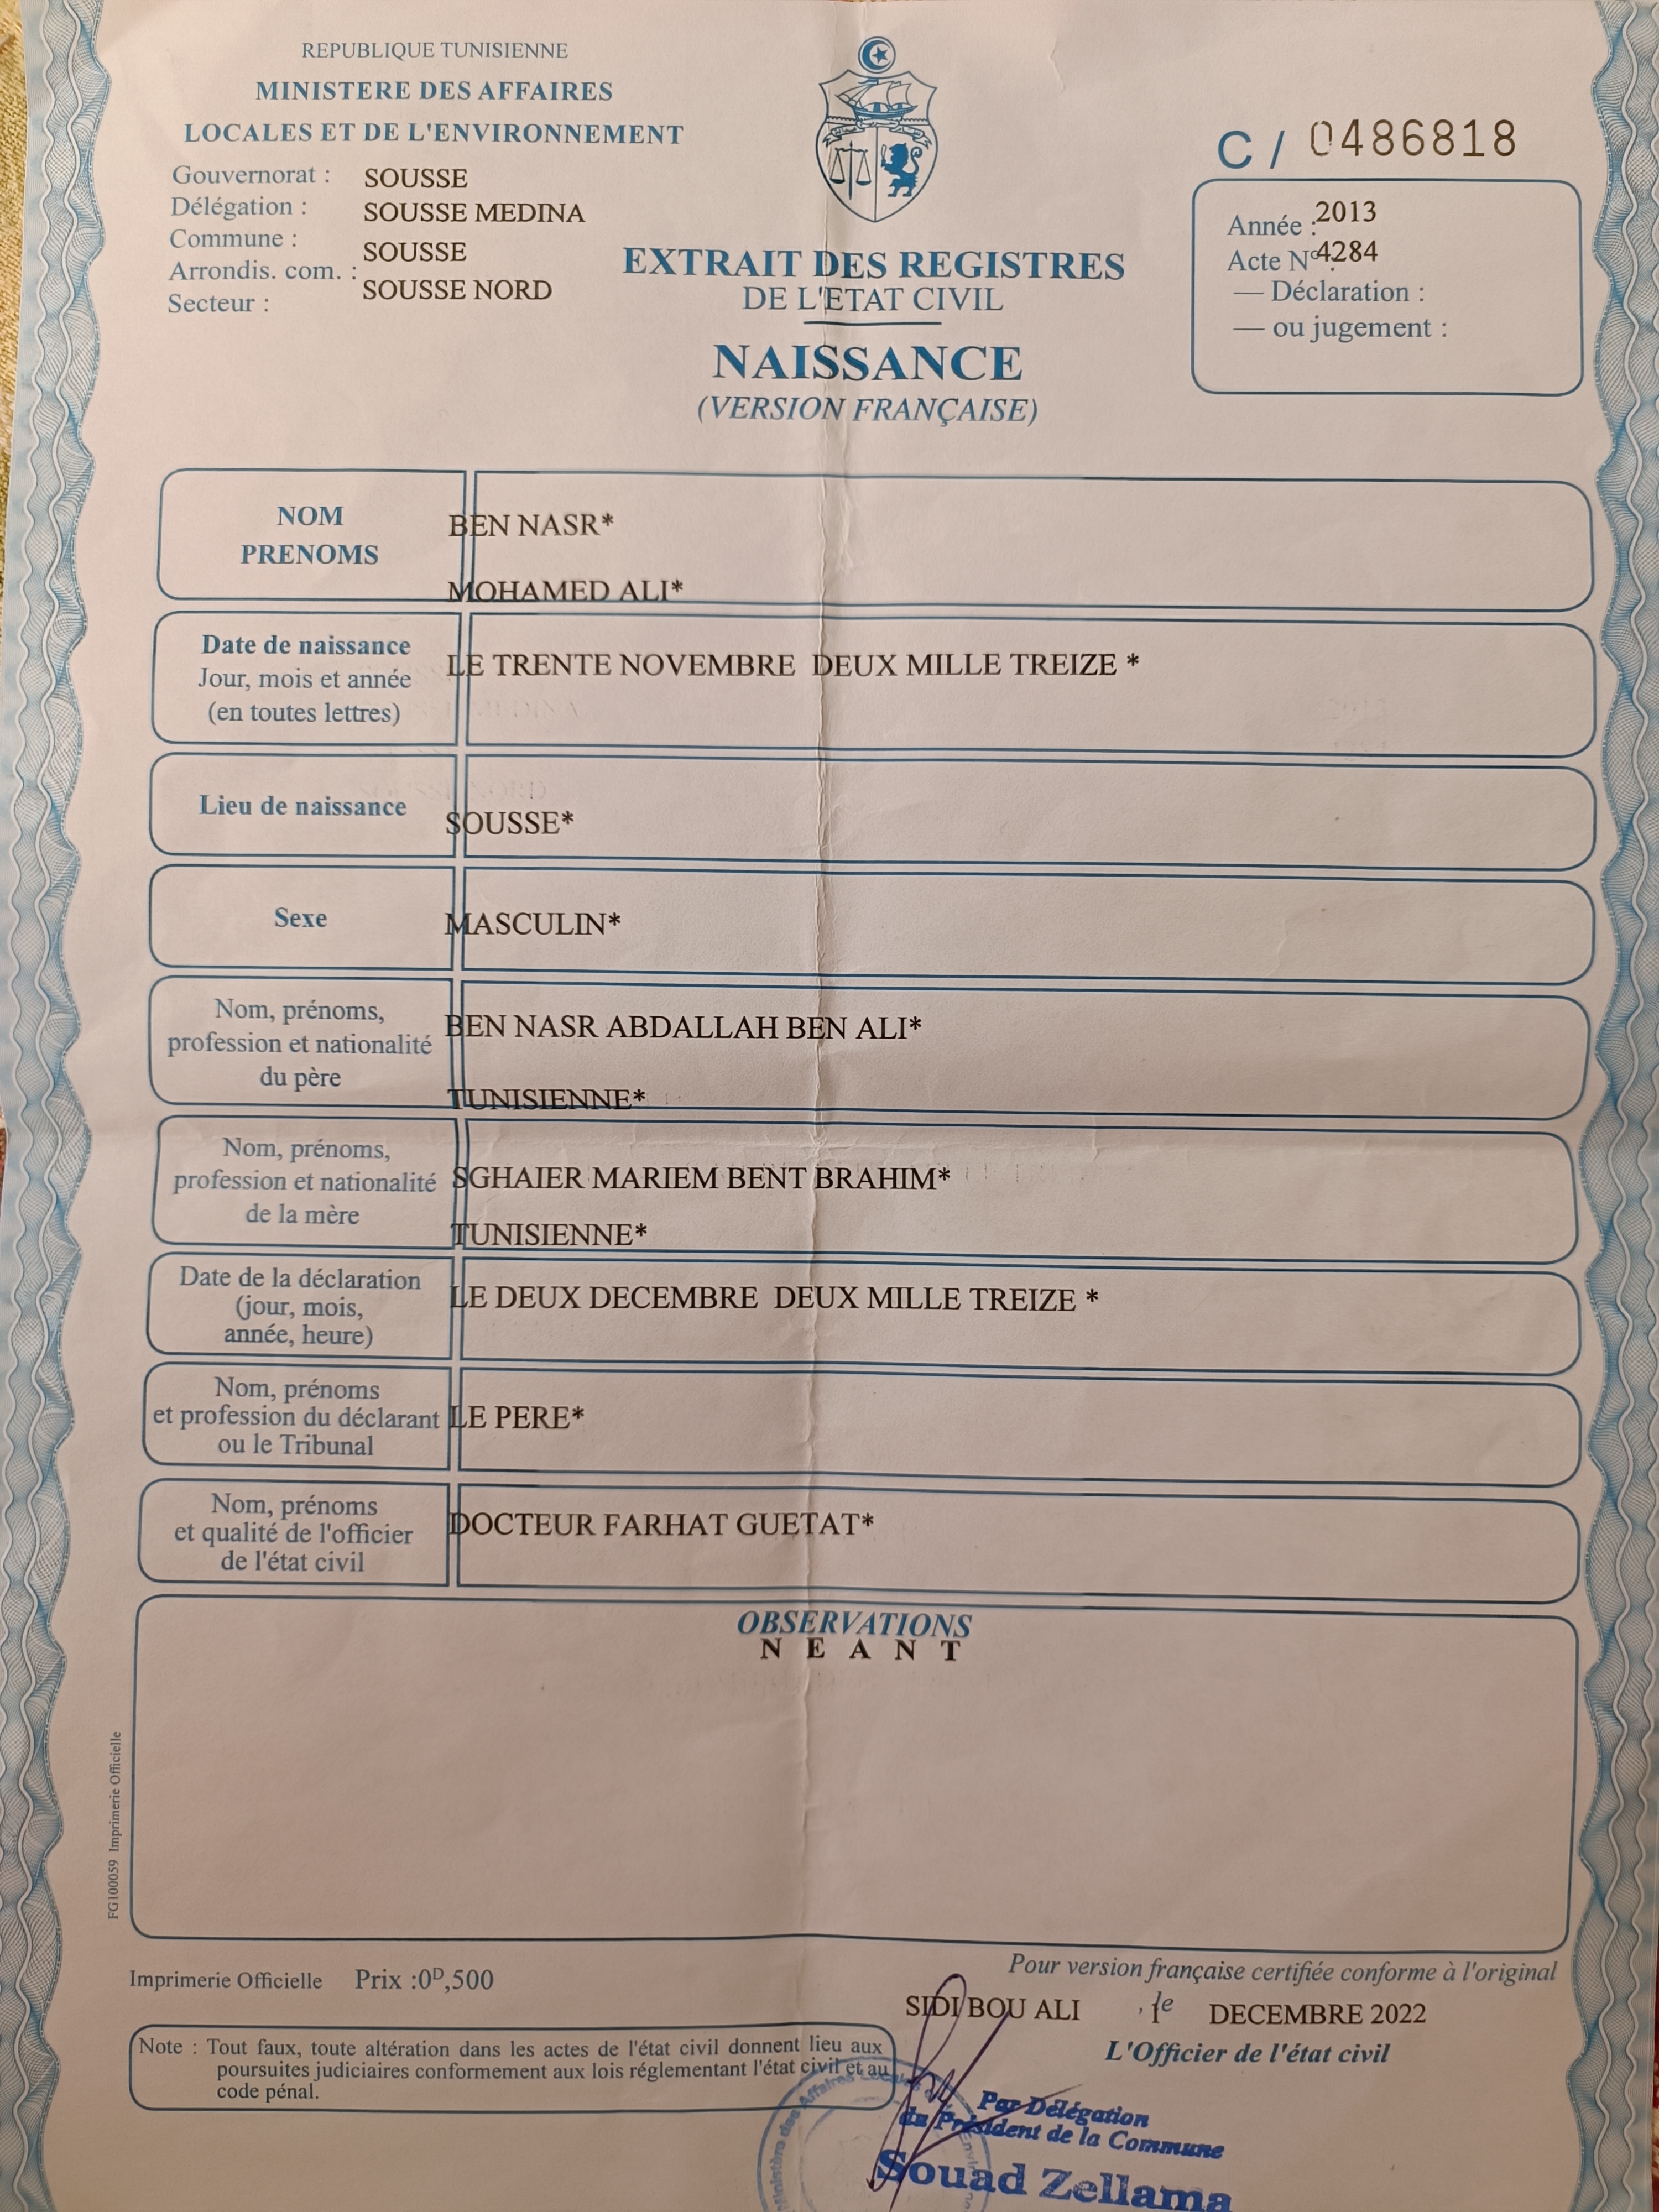 REPUBLIQUE TUNISIENNE
MINISTERE DES AFFAIRES
LOCALES ET DE L'ENVIRONNEMENT
Gouvernorat : SOUSSE
Délégation : SOUSSE MEDINA
Commune : SOUSSE
Arrondis. com. : SOUSSE NORD
Secteur :
C / 0486818
Année : 2013
Acte N° 4284
— Déclaration :
— ou jugement :
EXTRAIT DES REGISTRES
DE L'ETAT CIVIL
NAISSANCE
(VERSION FRANÇAISE)
NOM
PRENOMS
BEN NASR*
MOHAMED ALI*
Date de naissance
Jour, mois et année
(en toutes lettres)
LE TRENTE NOVEMBRE DEUX MILLE TREIZE *
Lieu de naissance
SOUSSE*
Sexe
MASCULIN*
Nom, prénoms,
profession et nationalité
du père
BEN NASR ABDALLAH BEN ALI*
TUNISIENNE*
Nom, prénoms,
profession et nationalité
de la mère
SGHAIER MARIEM BENT BRAHIM*
TUNISIENNE*
Date de la déclaration
(jour, mois,
année, heure)
LE DEUX DECEMBRE DEUX MILLE TREIZE *
Nom, prénoms
et profession du déclarant
ou le Tribunal
LE PERE*
Nom, prénoms
et qualité de l'officier
de l'état civil
DOCTEUR FARHAT GUETAT*
OBSERVATIONS
N E A N T
FG100059 Imprimerie Officielle
Imprimerie Officielle Prix :0D,500
Pour version française certifiée conforme à l'original
SIDI BOU ALI , le DECEMBRE 2022
L'Officier de l'état civil
Note : Tout faux, toute altération dans les actes de l'état civil donnent lieu aux
poursuites judiciaires conformement aux lois réglementant l'état civil et au
code pénal.
Par Délégation
du Président de la Commune
Souad Zellama
Ministère des Affaires Locales